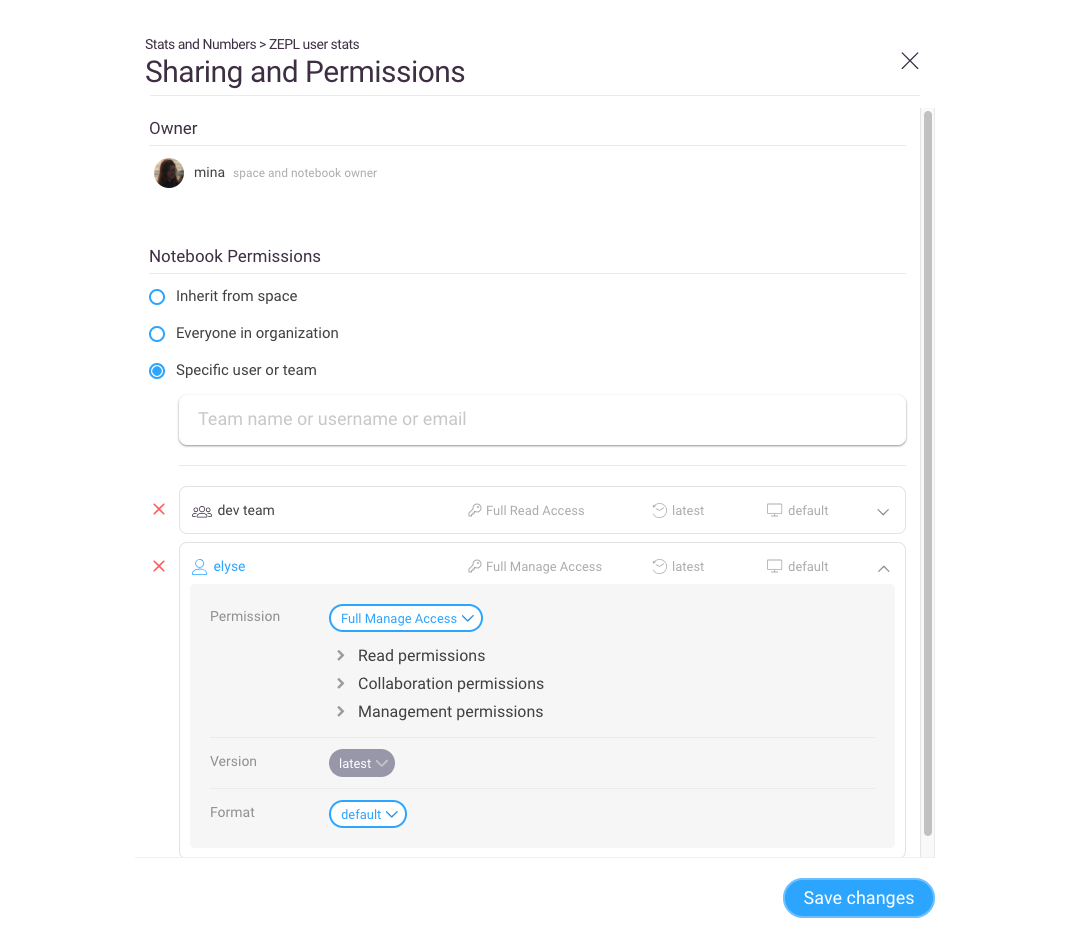 Stats and Numbers > ZEPL user stats
Sharing and Permissions
Owner
mina space and notebook owner
Notebook Permissions
Inherit from space
Everyone in organization
Specific user or team
Team name or username or email
dev team Full Read Access latest default
elyse Full Manage Access latest default
Permission Full Manage Access
Read permissions
Collaboration permissions
Management permissions
Version latest
Format default
Save changes